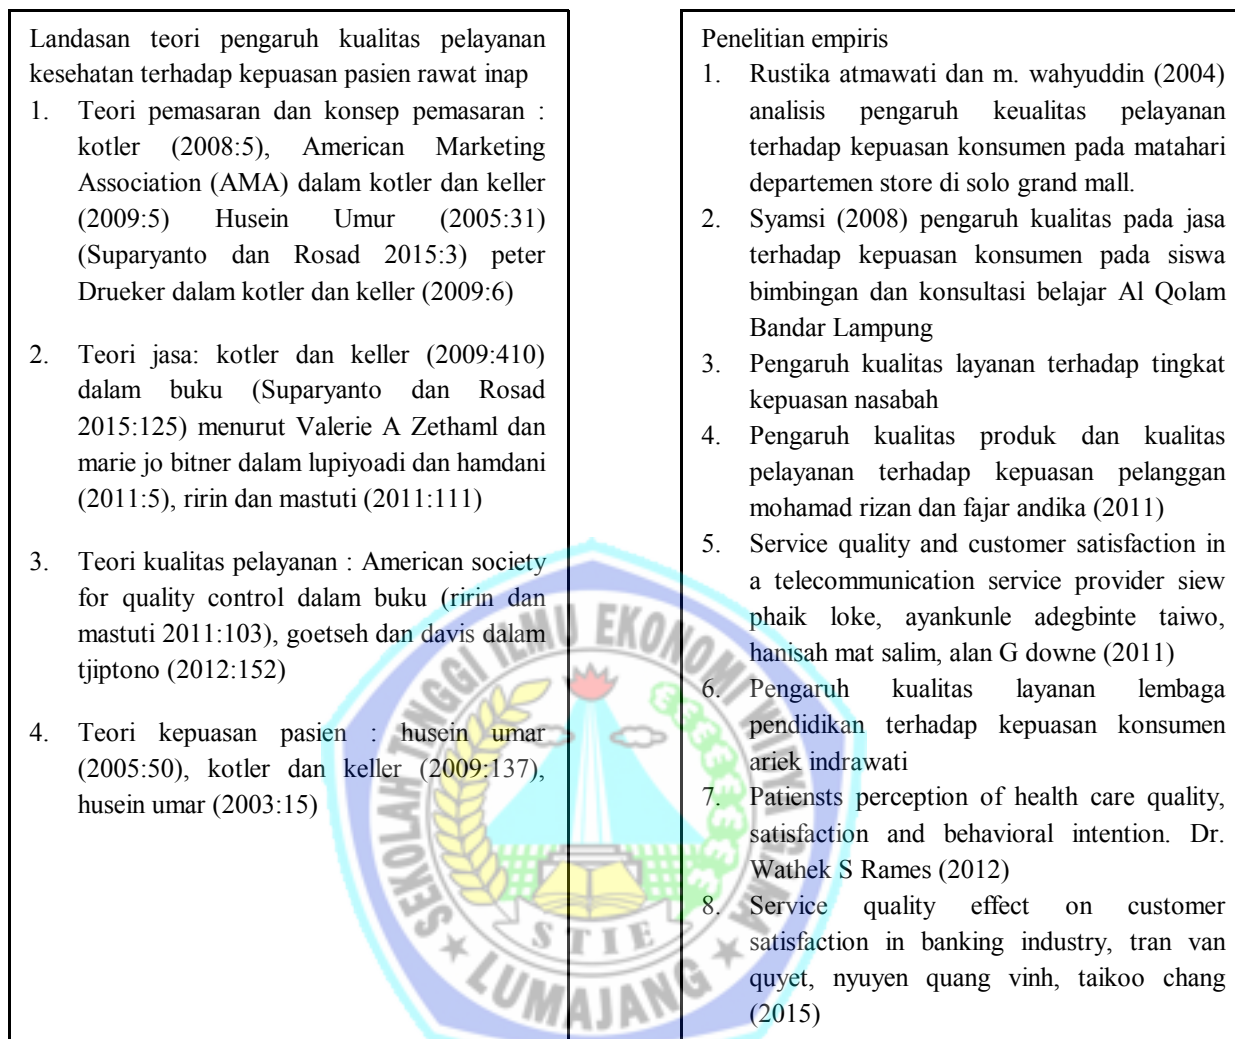 Landasan teori pengaruh kualitas pelayanan
kesehatan terhadap kepuasan pasien rawat inap
1. Teori pemasaran dan konsep pemasaran :
kotler (2008:5), American Marketing
Association (AMA) dalam kotler dan keller
(2009:5) Husein Umur (2005:31)
(Suparyanto dan Rosad 2015:3) peter
Drueker dalam kotler dan keller (2009:6)
2. Teori jasa: kotler dan keller (2009:410)
dalam buku (Suparyanto dan Rosad
2015:125) menurut Valerie A Zethaml dan
marie jo bitner dalam lupiyoadi dan hamdani
(2011:5), ririn dan mastuti (2011:111)
3. Teori kualitas pelayanan : American society
for quality control dalam buku (ririn dan
mastuti 2011:103), goetseh dan davis dalam
tjiptono (2012:152)
4. Teori kepuasan pasien : husein umar
(2005:50), kotler dan keller (2009:137),
husein umar (2003:15)
Penelitian empiris
1. Rustika atmawati dan m. wahyuddin (2004)
analisis pengaruh keualitas pelayanan
terhadap kepuasan konsumen pada matahari
departemen store di solo grand mall.
2. Syamsi (2008) pengaruh kualitas pada jasa
terhadap kepuasan konsumen pada siswa
bimbingan dan konsultasi belajar Al Qolam
Bandar Lampung
3. Pengaruh kualitas layanan terhadap tingkat
kepuasan nasabah
4. Pengaruh kualitas produk dan kualitas
pelayanan terhadap kepuasan pelanggan
mohamad rizan dan fajar andika (2011)
5. Service quality and customer satisfaction in
a telecommunication service provider siew
phaik loke, ayankunle adegbinte taiwo,
hanisah mat salim, alan G downe (2011)
6. Pengaruh kualitas layanan lembaga
pendidikan terhadap kepuasan konsumen
ariek indrawati
7. Patiensts perception of health care quality,
satisfaction and behavioral intention. Dr.
Wathek S Rames (2012)
8. Service quality effect on customer
satisfaction in banking industry, tran van
quyet, nyuyen quang vinh, taikoo chang
(2015)
SEKOLAH TINGGI ILMU EKONOMI WIDYA GAMA
STIE
LUMAJANG